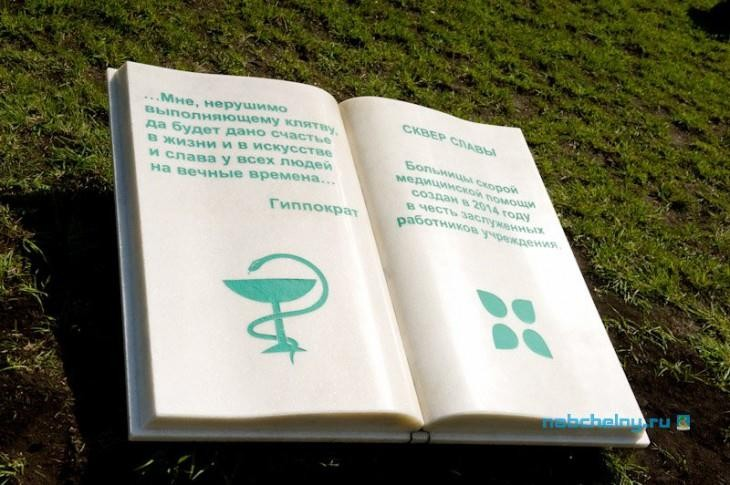 ...Мне, нерушимо
выполняющему клятву,
да будет дано счастье
в жизни и в искусстве
и слава у всех людей
на вечные времена...
Гиппократ
СКВЕР СЛАВЫ
Больницы скорой
медицинской помощи
создан в 2014 году
в честь заслуженных
работников учреждения.
nabchelny.ru